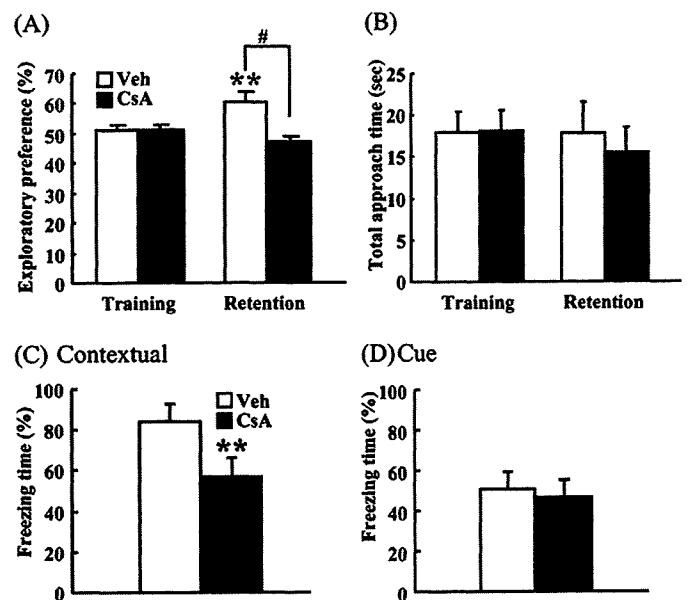 (A)
#
Exploratory preference (%)
70
60
50
40
30
20
10
0
Veh
CsA
**
Training
Retention
(B)
Total approach time (sec)
25
20
15
10
5
0
Training
Retention
(C) Contextual
Freezing time (%)
100
80
60
40
20
0
Veh
CsA
**
(D) Cue
Freezing time (%)
100
80
60
40
20
0